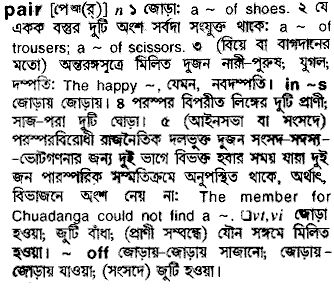 pair [পেআ(র্)] n ১ জোড়া: a ~ of shoes. ২ যে
একক বস্তুর দুটি অংশ সর্বদা সংযুক্ত থাকে: a ~ of
trousers; a ~ of scissors. ৩ (বিয়ে বা বাগদানের
মতো) অন্তরঙ্গসূত্রে মিলিত দুজন নারী-পুরুষ; যুগল;
দম্পতি: The happy ~, যেমন, নবদম্পতি। in ~s
জোড়ায় জোড়ায়। ৪ পরস্পর বিপরীত লিঙ্গের দুটি প্রাণী;
সাজ-পরা দুটি ঘোড়া। ৫ (আইনসভা বা সংসদে)
পরস্পরবিরোধী রাজনৈতিক দলভুক্ত দুজন সংসদ সদস্য-
–ভোটগণনার জন্য দুই ভাগে বিভক্ত হবার সময় যারা দুই
জন পারস্পরিক সম্মতিক্রমে অনুপস্থিত থাকে, অর্থাৎ
বিভাজনে অংশ নেয় না: The member for
Chuadanga could not find a ~. □vt,vi জোড়া
হওয়া; জুটি বাঁধা; (প্রাণী সম্বন্ধে) যৌন সঙ্গমে মিলিত
হওয়া। ~ off জোড়ায়-জোড়ায় সাজানো; জোড়ায়-
জোড়ায় যাওয়া; (সংসদে) জুটি হওয়া।